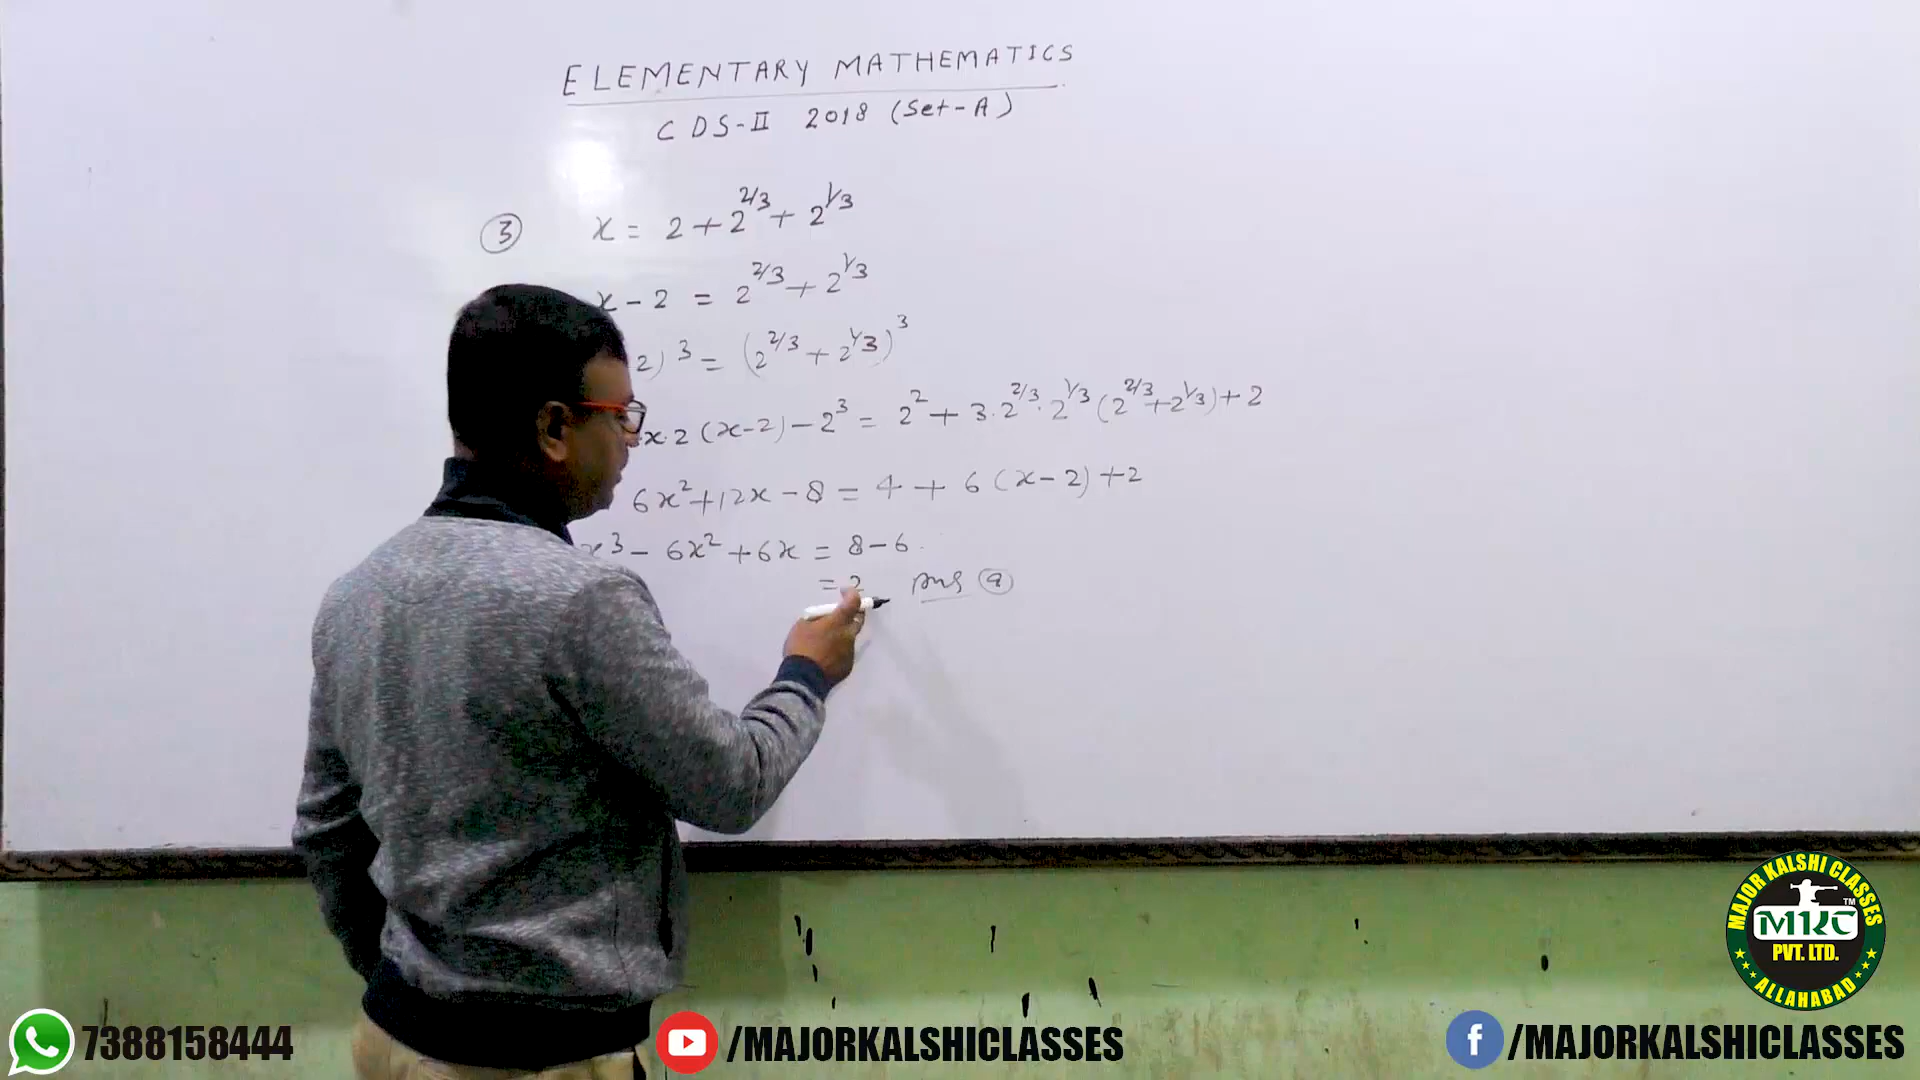 ELEMENTARY MATHEMATICS
CDS-II 2018 (Set-A)
③ x = 2 + 2^{2/3} + 2^{1/3}
x - 2 = 2^{2/3} + 2^{1/3}
2)^3 = (2^{2/3} + 2^{1/3})^3
x.2 (x-2) - 2^3 = 2^2 + 3.2^{2/3}.2^{1/3} (2^{2/3}+2^{1/3}) + 2
6x^2 + 12x - 8 = 4 + 6(x-2) + 2
x^3 - 6x^2 + 6x = 8 - 6
= 2 Ans ⓐ
MAJOR KALSHI CLASSES
MKC
TM
PVT. LTD.
ALLAHABAD
7388158444
/MAJORKALSHICLASSES
/MAJORKALSHICLASSES